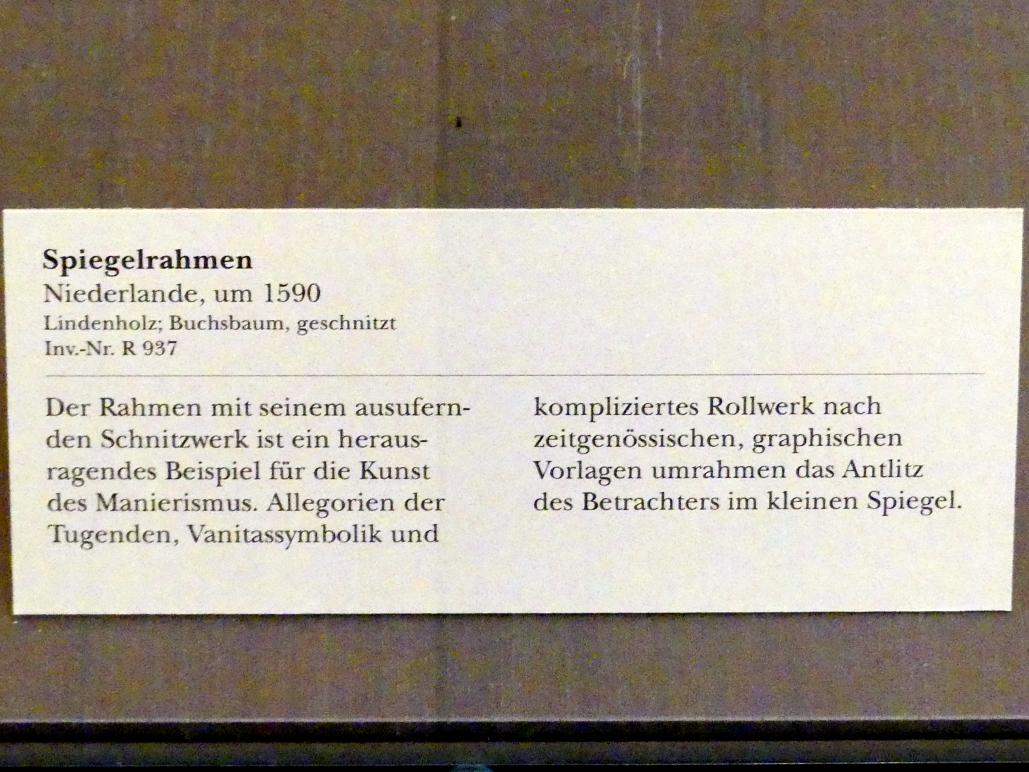 Spiegelrahmen
Niederlande, um 1590
Lindenholz; Buchsbaum, geschnitzt
Inv.-Nr. R 937
Der Rahmen mit seinem ausufern-
den Schnitzwerk ist ein heraus-
ragendes Beispiel für die Kunst
des Manierismus. Allegorien der
Tugenden, Vanitassymbolik und
kompliziertes Rollwerk nach
zeitgenössischen, graphischen
Vorlagen umrahmen das Antlitz
des Betrachters im kleinen Spiegel.